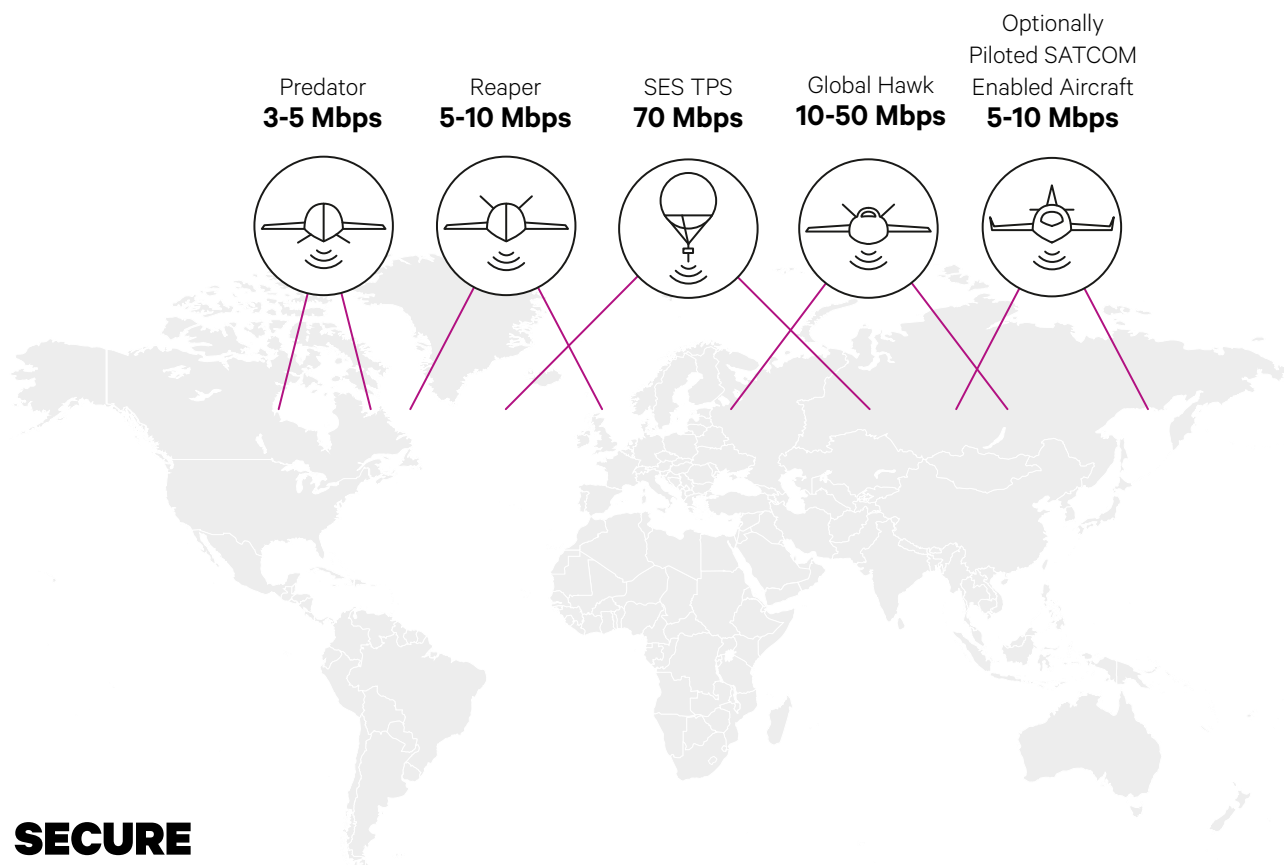 Predator
3-5 Mbps
Reaper
5-10 Mbps
SES TPS
70 Mbps
Global Hawk
10-50 Mbps
Optionally
Piloted SATCOM
Enabled Aircraft
5-10 Mbps
SECURE